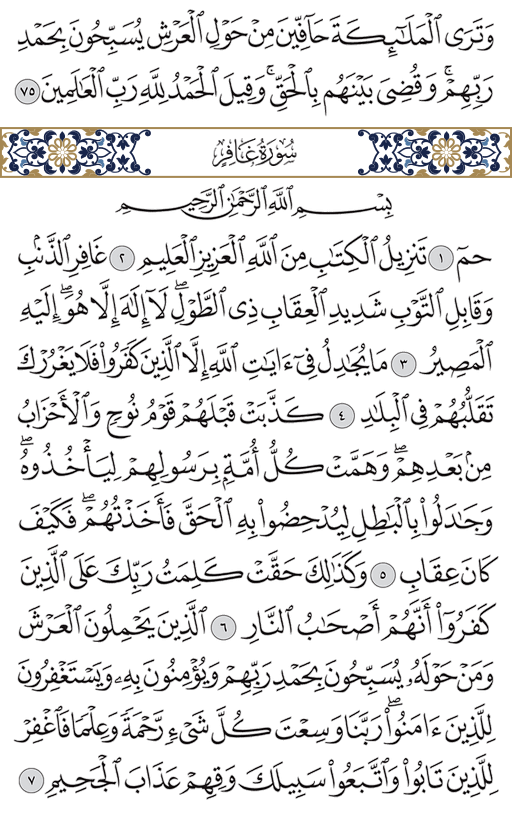 وَتَرَى ٱلْمَلَـٰٓئِكَةَ حَآفِّينَ مِنْ حَوْلِ ٱلْعَرْشِ يُسَبِّحُونَ بِحَمْدِ
رَبِّهِمْ ۖ وَقُضِىَ بَيْنَهُم بِٱلْحَقِّ ۚ وَقِيلَ ٱلْحَمْدُ لِلَّهِ رَبِّ ٱلْعَـٰلَمِينَ ٧٥
سُورَةُ غَافِرٍ
بِسْمِ ٱللَّهِ ٱلرَّحْمَـٰنِ ٱلرَّحِيمِ
حمٓ ١ تَنزِيلُ ٱلْكِتَـٰبِ مِنَ ٱللَّهِ ٱلْعَزِيزِ ٱلْعَلِيمِ ٢ غَافِرِ ٱلذَّنۢبِ
وَقَابِلِ ٱلتَّوْبِ شَدِيدِ ٱلْعِقَابِ ذِى ٱلطَّوْلِ ۖ لَآ إِلَـٰهَ إِلَّا هُوَ ۖ إِلَيْهِ
ٱلْمَصِيرُ ٣ مَا يُجَـٰدِلُ فِىٓ ءَايَـٰتِ ٱللَّهِ إِلَّا ٱلَّذِينَ كَفَرُوا۟ فَلَا يَغْرُرْكَ
تَقَلُّبُهُمْ فِى ٱلْبِلَـٰدِ ٤ كَذَّبَتْ قَبْلَهُمْ قَوْمُ نُوحٍ وَٱلْأَحْزَابُ
مِنۢ بَعْدِهِمْ ۖ وَهَمَّتْ كُلُّ أُمَّةٍۭ بِرَسُولِهِمْ لِيَأْخُذُوهُ ۖ
وَجَـٰدَلُوا۟ بِٱلْبَـٰطِلِ لِيُدْحِضُوا۟ بِهِ ٱلْحَقَّ فَأَخَذْتُهُمْ ۖ فَكَيْفَ
كَانَ عِقَابِ ٥ وَكَذَٰلِكَ حَقَّتْ كَلِمَتُ رَبِّكَ عَلَى ٱلَّذِينَ
كَفَرُوٓا۟ أَنَّهُمْ أَصْحَـٰبُ ٱلنَّارِ ٦ ٱلَّذِينَ يَحْمِلُونَ ٱلْعَرْشَ
وَمَنْ حَوْلَهُۥ يُسَبِّحُونَ بِحَمْدِ رَبِّهِمْ وَيُؤْمِنُونَ بِهِۦ وَيَسْتَغْفِرُونَ
لِلَّذِينَ ءَامَنُوا۟ ۖ رَبَّنَا وَسِعْتَ كُلَّ شَىْءٍ رَّحْمَةً وَعِلْمًا فَٱغْفِرْ
لِلَّذِينَ تَابُوا۟ وَٱتَّبَعُوا۟ سَبِيلَكَ وَقِهِمْ عَذَابَ ٱلْجَحِيمِ ٧